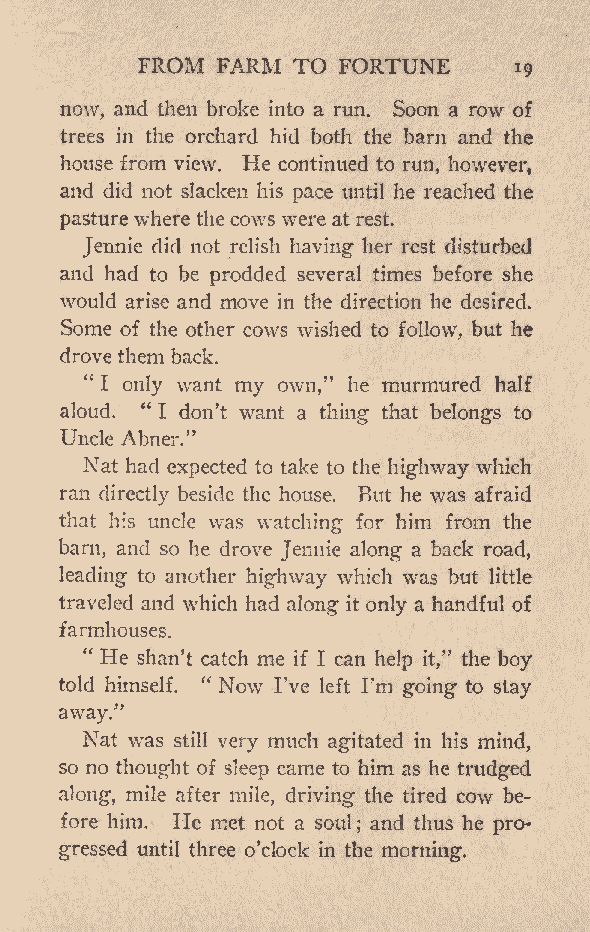 FROM FARM TO FORTUNE 19
now, and then broke into a run. Soon a row of
trees in the orchard hid both the barn and the
house from view. He continued to run, however,
and did not slacken his pace until he reached the
pasture where the cows were at rest.
Jennie did not relish having her rest disturbed
and had to be prodded several times before she
would arise and move in the direction he desired.
Some of the other cows wished to follow, but he
drove them back.
“ I only want my own,” he murmured half
aloud. “ I don’t want a thing that belongs to
Uncle Abner.”
Nat had expected to take to the highway which
ran directly beside the house. But he was afraid
that his uncle was watching for him from the
barn, and so he drove Jennie along a back road,
leading to another highway which was but little
traveled and which had along it only a handful of
farmhouses.
“ He shan’t catch me if I can help it,” the boy
told himself. “ Now I’ve left I’m going to stay
away.”
Nat was still very much agitated in his mind,
so no thought of sleep came to him as he trudged
along, mile after mile, driving the tired cow be-
fore him. He met not a soul; and thus he pro-
gressed until three o’clock in the morning.